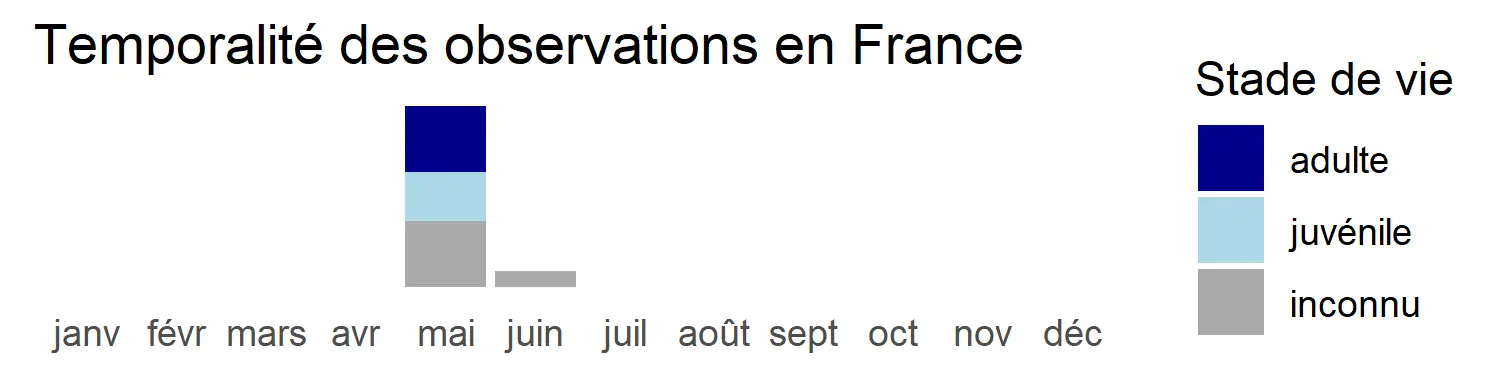 Temporalité des observations en France
janv févr mars avr mai juin juil août sept oct nov déc
Stade de vie
adulte
juvénile
inconnu